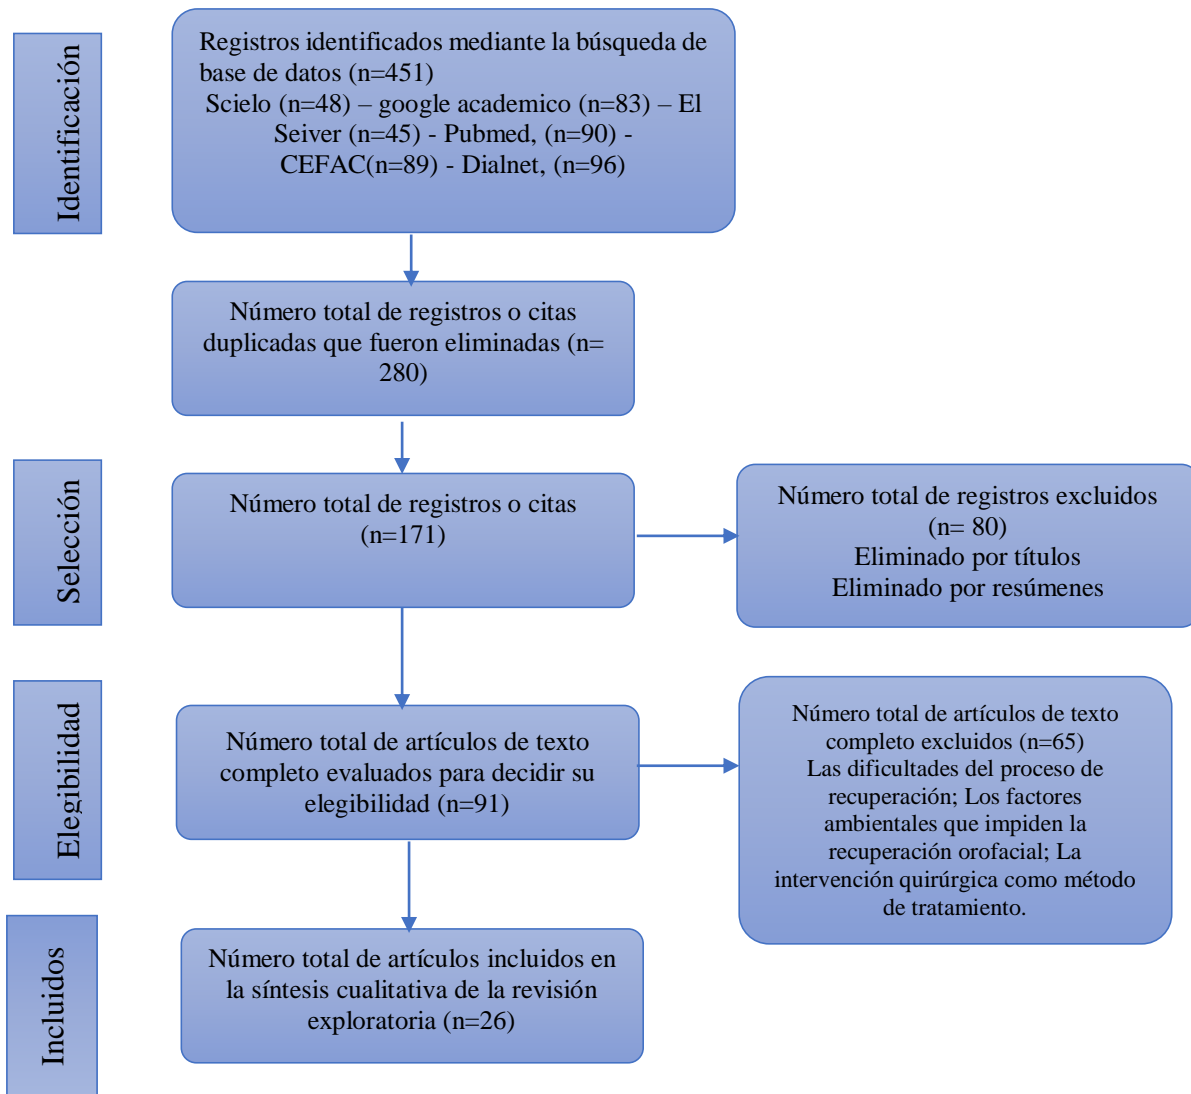 Identificación
Registros identificados mediante la búsqueda de
base de datos (n=451)
Scielo (n=48) – google academico (n=83) – El
Seiver (n=45) - Pubmed, (n=90) -
CEFAC(n=89) - Dialnet, (n=96)
Número total de registros o citas
duplicadas que fueron eliminadas (n=
280)
Selección
Número total de registros o citas
(n=171)
Número total de registros excluidos
(n= 80)
Eliminado por títulos
Eliminado por resúmenes
Elegibilidad
Número total de artículos de texto
completo evaluados para decidir su
elegibilidad (n=91)
Número total de artículos de texto
completo excluidos (n=65)
Las dificultades del proceso de
recuperación; Los factores
ambientales que impiden la
recuperación orofacial; La
intervención quirúrgica como método
de tratamiento.
Incluidos
Número total de artículos incluidos en
la síntesis cualitativa de la revisión
exploratoria (n=26)